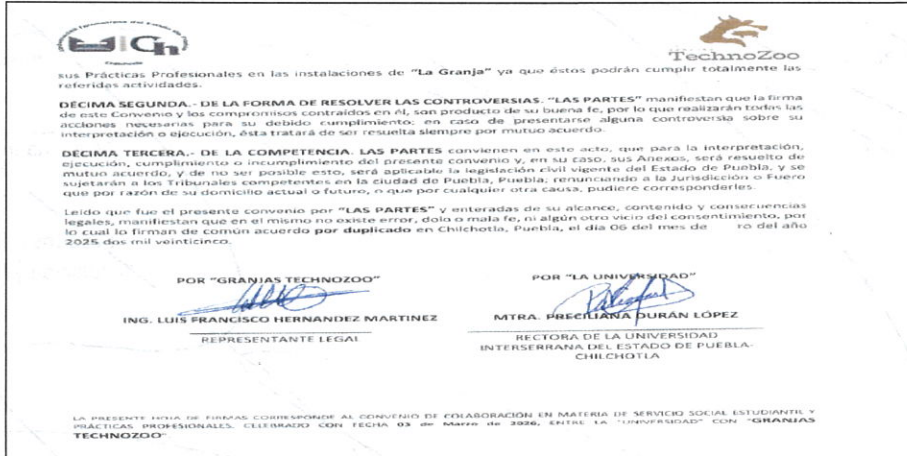 TechnoZoo
sus Prácticas Profesionales en las instalaciones de "La Granja" ya que éstos podrán cumplir totalmente las
referidas actividades.
DÉCIMA SEGUNDA.- DE LA FORMA DE RESOLVER LAS CONTROVERSIAS. "LAS PARTES" manifiestan que la firma
de este Convenio y los compromisos contraídos en él, son producto de su buena fe, por lo que realizarán todas las
acciones necesarias para su debido cumplimiento; en caso de presentarse alguna controversia sobre su
interpretación o ejecución, ésta tratará de ser resuelta siempre por mutuo acuerdo.
DÉCIMA TERCERA.- DE LA COMPETENCIA. LAS PARTES convienen en este acto, que para la interpretación,
ejecución, cumplimiento o incumplimiento del presente convenio y, en su caso, sus Anexos, será resuelto de
mutuo acuerdo, y de no ser posible esto, será aplicable la legislación civil vigente del Estado de Puebla, y se
sujetarán a los Tribunales competentes en la ciudad de Puebla, Puebla; renunciando a la Jurisdicción o Fuero
que por razón de su domicilio actual o futuro, o que por cualquier otra causa, pudiere corresponderles.
Leído que fue el presente convenio por "LAS PARTES" y enteradas de su alcance, contenido y consecuencias
legales, manifiestan que en el mismo no existe error, dolo o mala fe, ni algún otro vicio del consentimiento, por
lo cual lo firman de común acuerdo por duplicado en Chilchotla, Puebla, el día 06 del mes de ro del año
2025 dos mil veinticinco.
POR "GRANJAS TECHNOZOO"
ING. LUIS FRANCISCO HERNANDEZ MARTINEZ
REPRESENTANTE LEGAL
POR "LA UNIVERSIDAD"
MTRA. PRECILIANA DURÁN LÓPEZ
RECTORA DE LA UNIVERSIDAD
INTERSERRANA DEL ESTADO DE PUEBLA-
CHILCHOTLA
LA PRESENTE HOJA DE FIRMAS CORRESPONDE AL CONVENIO DE COLABORACIÓN EN MATERIA DE SERVICIO SOCIAL ESTUDIANTIL Y
PRÁCTICAS PROFESIONALES, CELEBRADO CON FECHA 03 de Marzo de 2026, ENTRE LA "UNIVERSIDAD" CON "GRANJAS
TECHNOZOO"